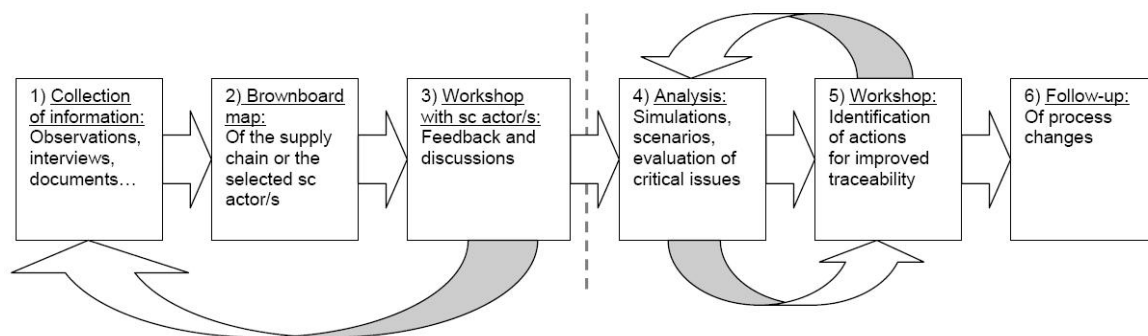 1) Collection
of information:
Observations,
interviews,
documents…
2) Brownboard
map:
Of the supply
chain or the
selected sc
actor/s
3) Workshop
with sc actor/s:
Feedback and
discussions
4) Analysis:
Simulations,
scenarios,
evaluation of
critical issues
5) Workshop:
Identification
of actions
for improved
traceability
6) Follow-up:
Of process
changes